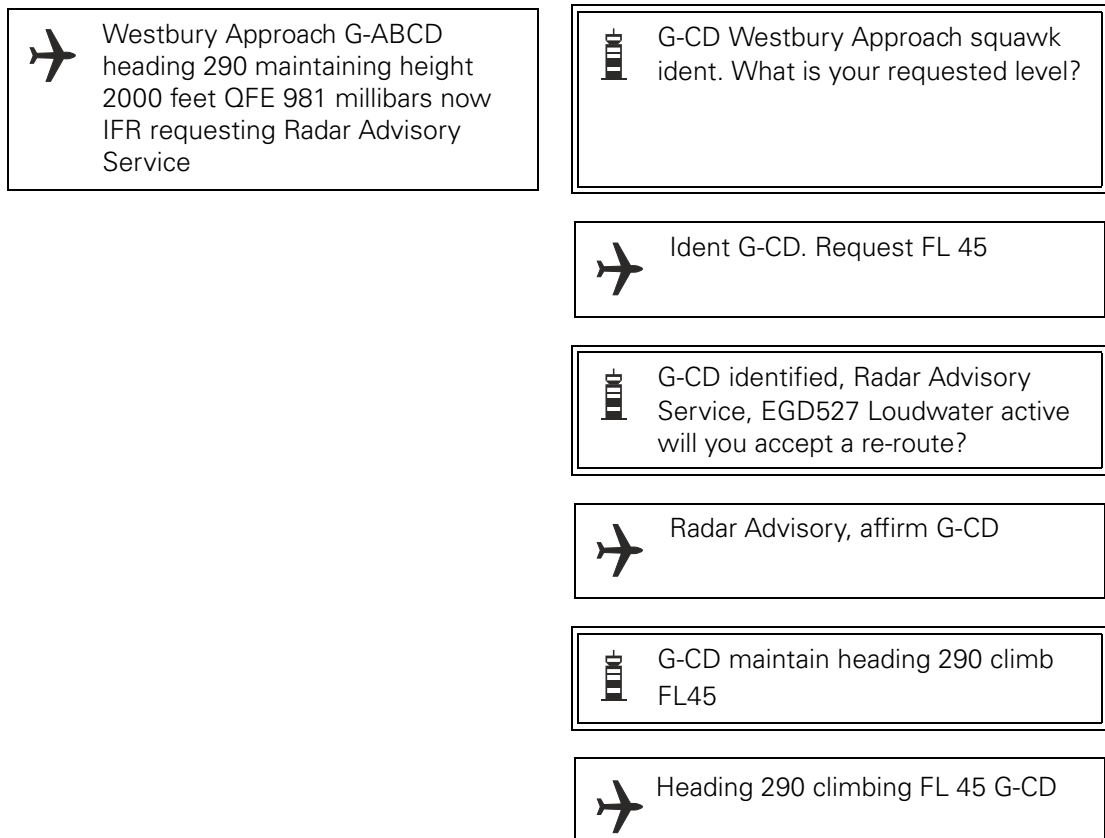 Westbury Approach G-ABCD
heading 290 maintaining height
2000 feet QFE 981 millibars now
IFR requesting Radar Advisory
Service
G-CD Westbury Approach squawk
ident. What is your requested level?
Ident G-CD. Request FL 45
G-CD identified, Radar Advisory
Service, EGD527 Loudwater active
will you accept a re-route?
Radar Advisory, affirm G-CD
G-CD maintain heading 290 climb
FL45
Heading 290 climbing FL 45 G-CD